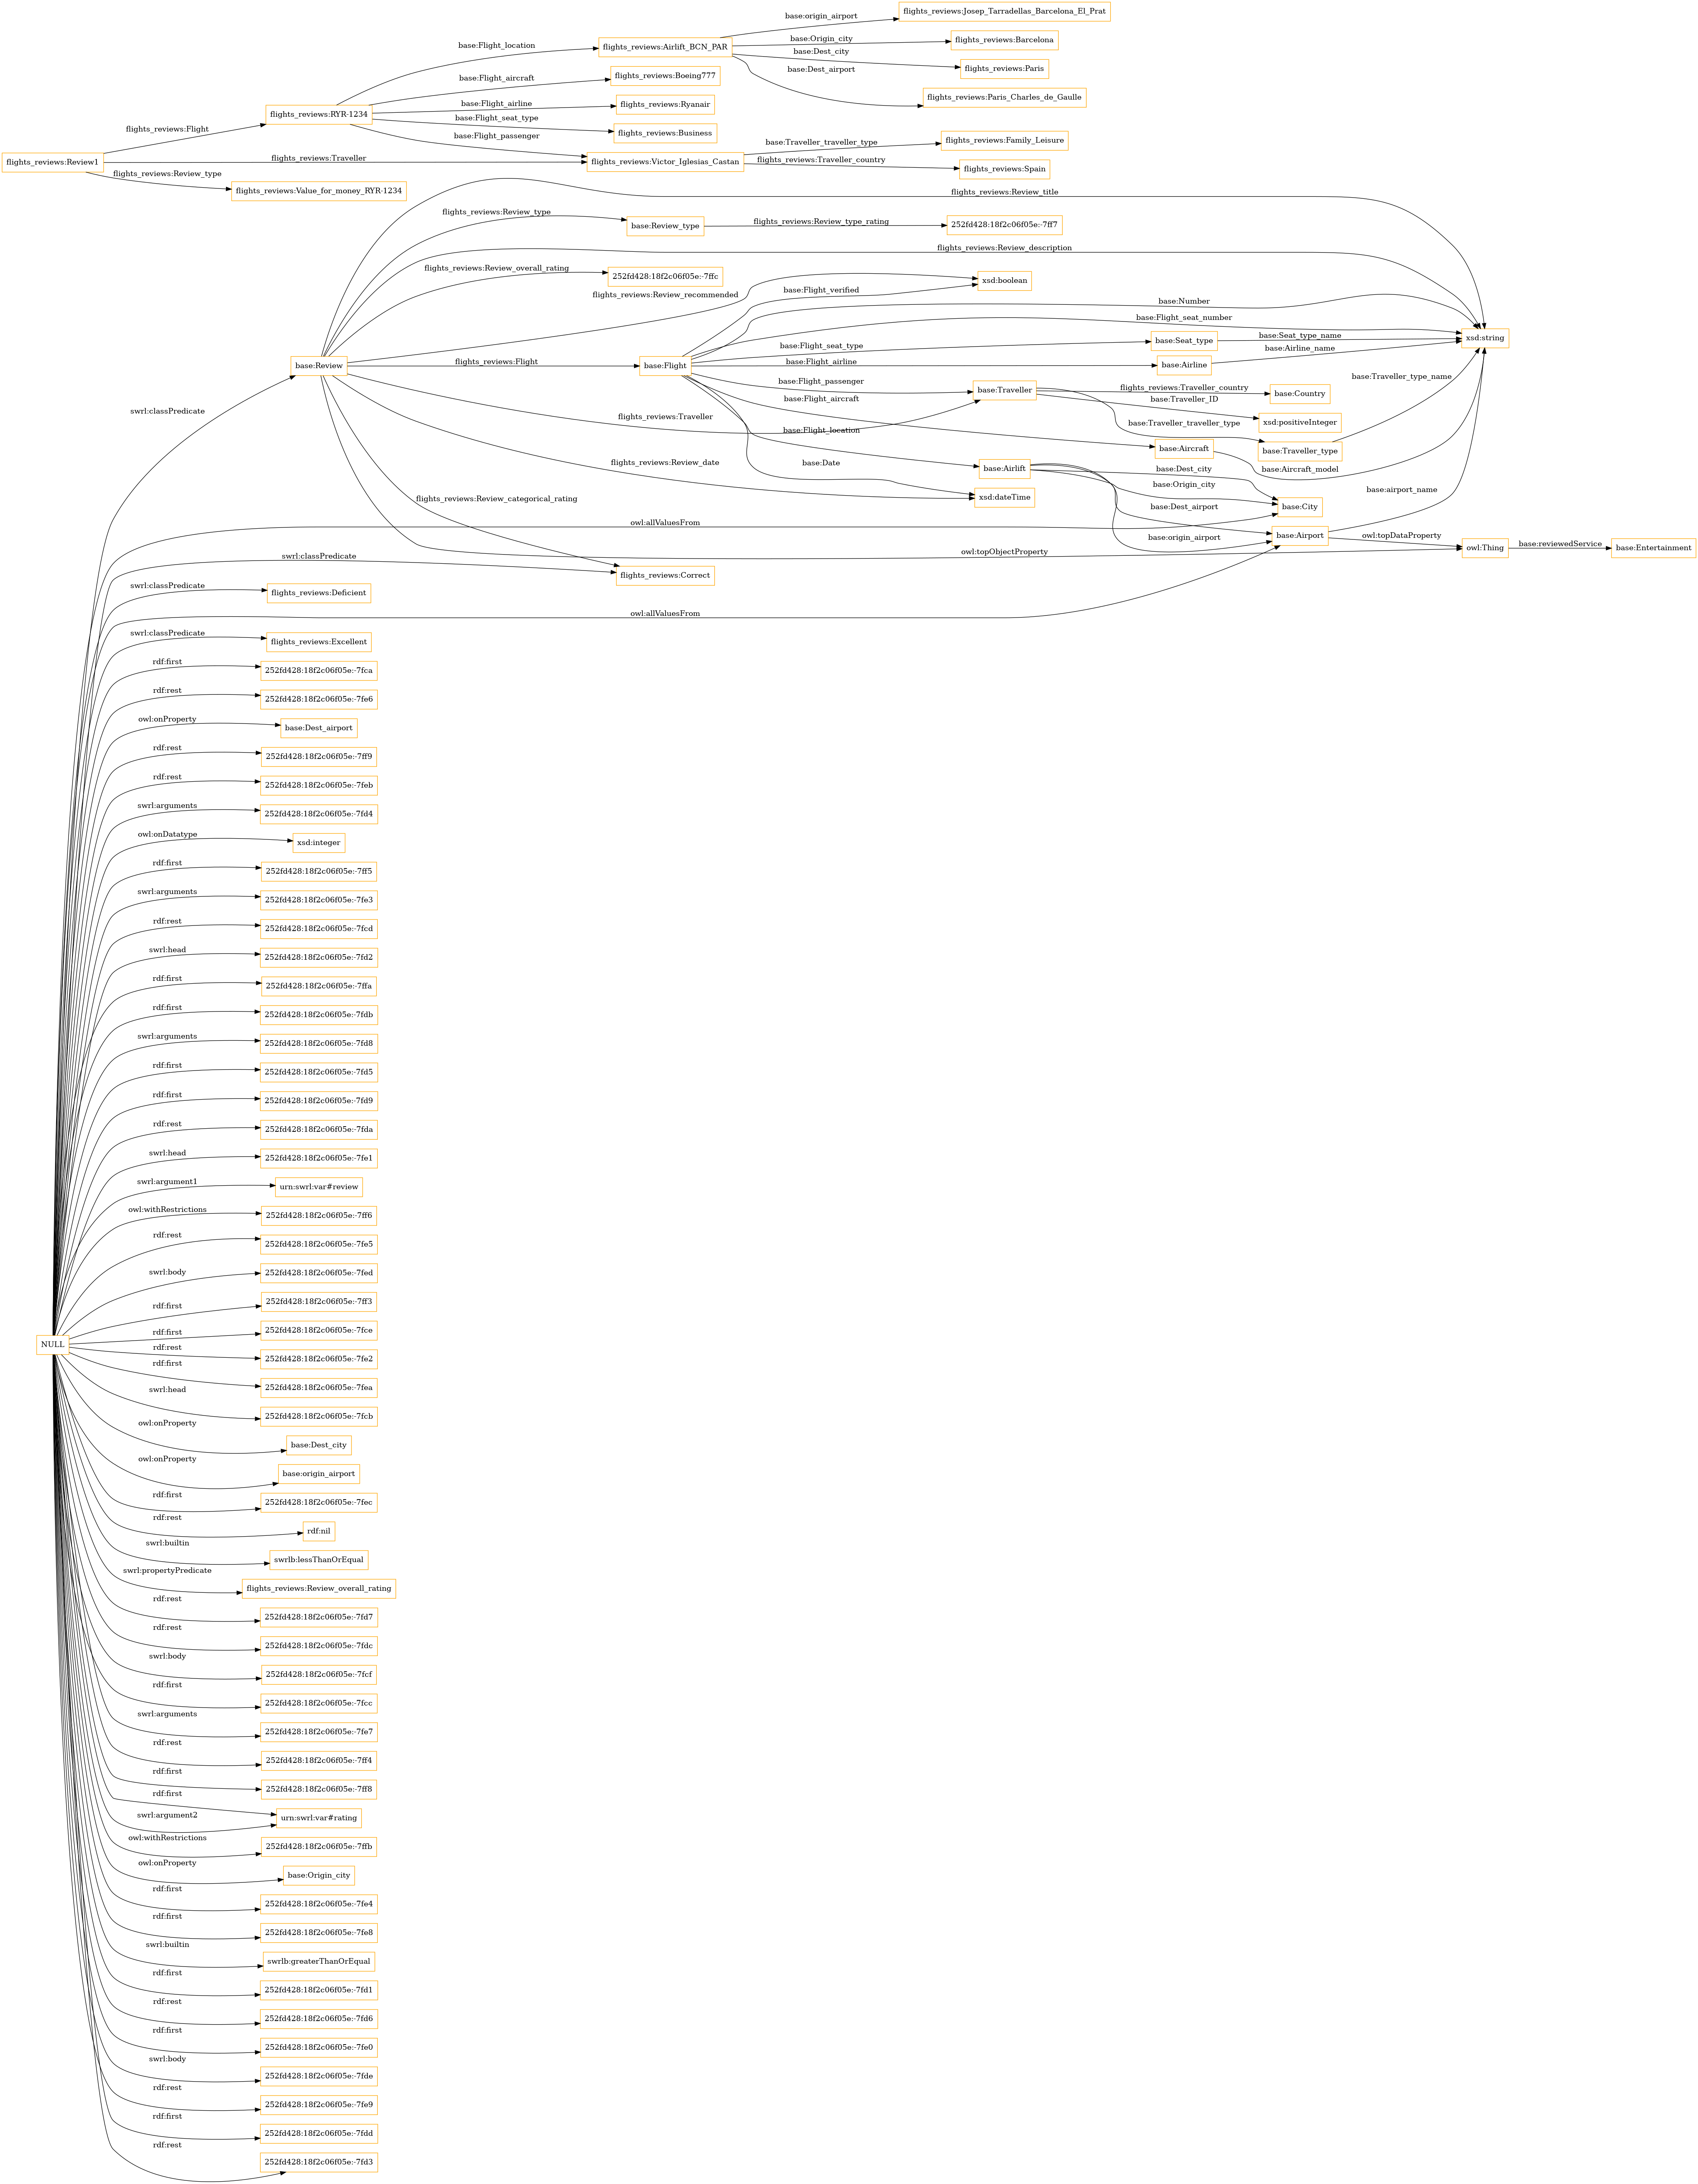 flights_reviews:Josep_Tarradellas_Barcelona_El_Prat
base:origin_airport
flights_reviews:Airlift_BCN_PAR
base:Origin_city
flights_reviews:Barcelona
base:Flight_location
base:Dest_city
flights_reviews:Paris
base:Dest_airport
flights_reviews:Paris_Charles_de_Gaulle
base:Flight_aircraft
flights_reviews:Boeing777
flights_reviews:RYR-1234
base:Flight_airline
flights_reviews:Ryanair
base:Flight_seat_type
flights_reviews:Business
flights_reviews:Flight
base:Flight_passenger
base:Traveller_traveller_type
flights_reviews:Family_Leisure
flights_reviews:Review1
flights_reviews:Traveller
flights_reviews:Victor_Iglesias_Castan
flights_reviews:Traveller_country
flights_reviews:Spain
flights_reviews:Review_type
flights_reviews:Value_for_money_RYR-1234
flights_reviews:Review_title
flights_reviews:Review_type
base:Review_type
flights_reviews:Review_type_rating
252fd428:18f2c06f05e:-7ff7
flights_reviews:Review_description
flights_reviews:Review_overall_rating
252fd428:18f2c06f05e:-7ffc
flights_reviews:Review_recommended
xsd:boolean
base:Flight_verified
base:Number
base:Flight_seat_number
xsd:string
base:Flight_seat_type
base:Seat_type
base:Seat_type_name
base:Review
flights_reviews:Flight
base:Flight
base:Flight_airline
base:Airline
base:Airline_name
base:Flight_passenger
base:Traveller
flights_reviews:Traveller_country
base:Country
base:Traveller_ID
xsd:positiveInteger
base:Traveller_type_name
base:Flight_aircraft
swrl:classPredicate
flights_reviews:Traveller
base:Traveller_traveller_type
base:Traveller_type
base:Flight_location
base:Aircraft
base:Aircraft_model
flights_reviews:Review_date
base:Date
base:Airlift
base:Dest_city
base:Origin_city
base:airport_name
xsd:dateTime
flights_reviews:Review_categorical_rating
base:City
base:Dest_airport
owl:allValuesFrom
base:origin_airport
base:Airport
owl:topDataProperty
owl:topObjectProperty
owl:Thing
base:reviewedService
base:Entertainment
swrl:classPredicate
flights_reviews:Correct
swrl:classPredicate
flights_reviews:Deficient
owl:allValuesFrom
swrl:classPredicate
flights_reviews:Excellent
rdf:first
252fd428:18f2c06f05e:-7fca
rdf:rest
252fd428:18f2c06f05e:-7fe6
owl:onProperty
base:Dest_airport
rdf:rest
252fd428:18f2c06f05e:-7ff9
rdf:rest
252fd428:18f2c06f05e:-7feb
swrl:arguments
252fd428:18f2c06f05e:-7fd4
owl:onDatatype
xsd:integer
rdf:first
252fd428:18f2c06f05e:-7ff5
swrl:arguments
252fd428:18f2c06f05e:-7fe3
rdf:rest
252fd428:18f2c06f05e:-7fcd
swrl:head
252fd428:18f2c06f05e:-7fd2
rdf:first
252fd428:18f2c06f05e:-7ffa
rdf:first
252fd428:18f2c06f05e:-7fdb
swrl:arguments
252fd428:18f2c06f05e:-7fd8
rdf:first
252fd428:18f2c06f05e:-7fd5
rdf:first
252fd428:18f2c06f05e:-7fd9
rdf:rest
252fd428:18f2c06f05e:-7fda
swrl:head
252fd428:18f2c06f05e:-7fe1
swrl:argument1
urn:swrl:var#review
owl:withRestrictions
252fd428:18f2c06f05e:-7ff6
rdf:rest
252fd428:18f2c06f05e:-7fe5
swrl:body
252fd428:18f2c06f05e:-7fed
rdf:first
252fd428:18f2c06f05e:-7ff3
NULL
rdf:first
252fd428:18f2c06f05e:-7fce
rdf:rest
252fd428:18f2c06f05e:-7fe2
rdf:first
252fd428:18f2c06f05e:-7fea
swrl:head
252fd428:18f2c06f05e:-7fcb
owl:onProperty
base:Dest_city
owl:onProperty
base:origin_airport
rdf:first
252fd428:18f2c06f05e:-7fec
rdf:rest
rdf:nil
swrl:builtin
swrlb:lessThanOrEqual
swrl:propertyPredicate
flights_reviews:Review_overall_rating
rdf:rest
252fd428:18f2c06f05e:-7fd7
rdf:rest
252fd428:18f2c06f05e:-7fdc
swrl:body
252fd428:18f2c06f05e:-7fcf
rdf:first
252fd428:18f2c06f05e:-7fcc
swrl:arguments
252fd428:18f2c06f05e:-7fe7
rdf:rest
252fd428:18f2c06f05e:-7ff4
rdf:first
252fd428:18f2c06f05e:-7ff8
rdf:first
urn:swrl:var#rating
swrl:argument2
owl:withRestrictions
252fd428:18f2c06f05e:-7ffb
owl:onProperty
base:Origin_city
rdf:first
252fd428:18f2c06f05e:-7fe4
rdf:first
252fd428:18f2c06f05e:-7fe8
swrl:builtin
swrlb:greaterThanOrEqual
rdf:first
252fd428:18f2c06f05e:-7fd1
rdf:rest
252fd428:18f2c06f05e:-7fd6
rdf:first
252fd428:18f2c06f05e:-7fe0
swrl:body
252fd428:18f2c06f05e:-7fde
rdf:rest
252fd428:18f2c06f05e:-7fe9
rdf:first
252fd428:18f2c06f05e:-7fdd
rdf:rest
252fd428:18f2c06f05e:-7fd3